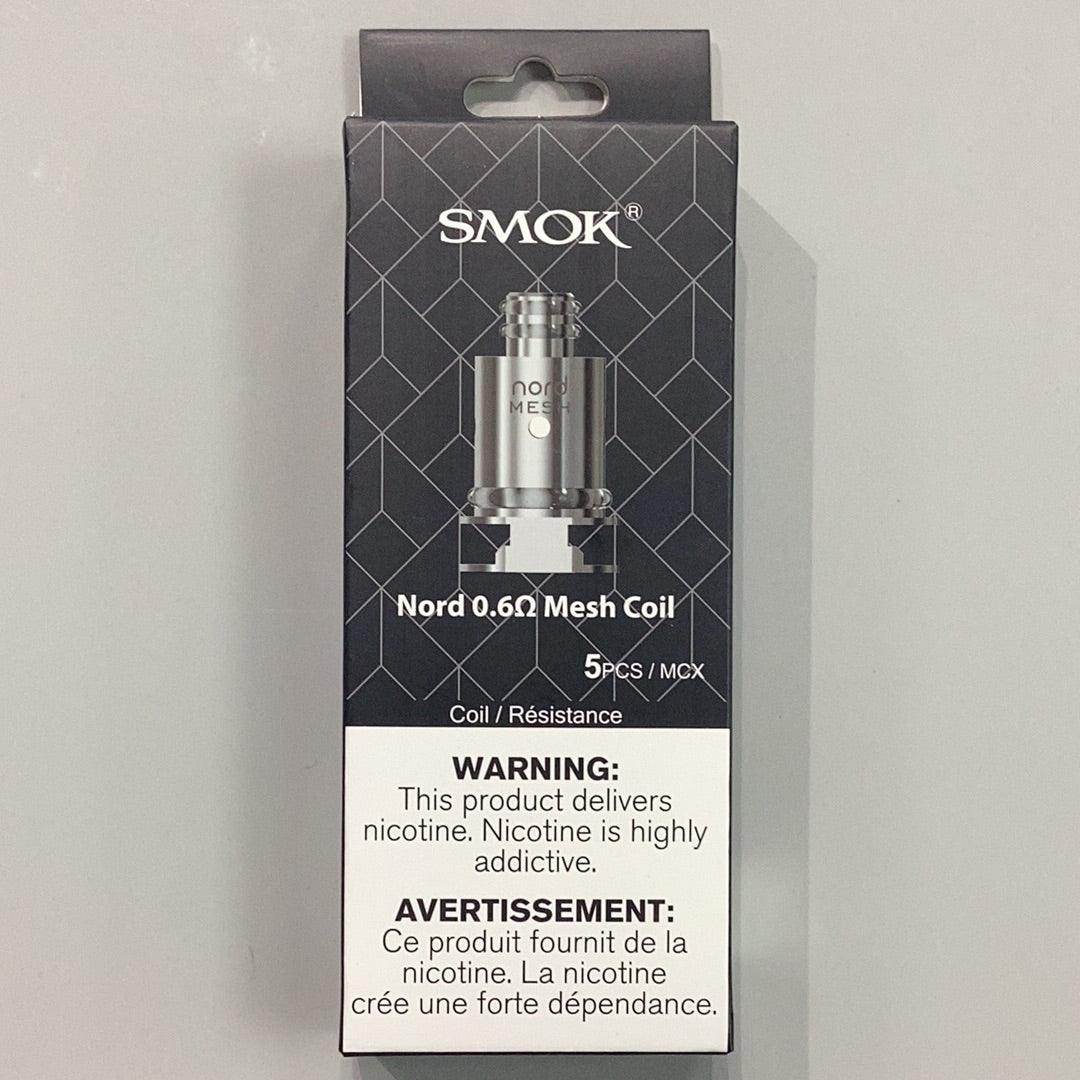 SMOK®
nord
MESH
Nord 0.6Ω Mesh Coil
5PCS / MCX
Coil / Résistance
WARNING:
This product delivers
nicotine. Nicotine is highly
addictive.
AVERTISSEMENT:
Ce produit fournit de la
nicotine. La nicotine
crée une forte dépendance.